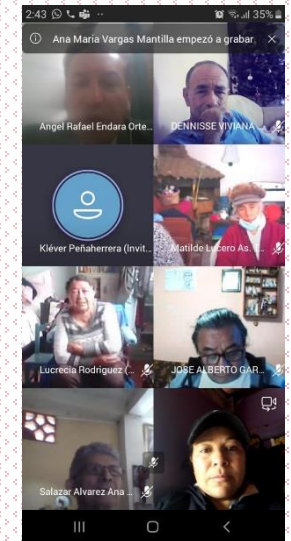 2:43
35%
Ana Maria Vargas Mantilla empezó a grabar
Angel Rafael Endara Orte...
DENNISSE VIVIANA ...
Kléver Peñaherrera (Invit...
Matilde Lucero As. (...
Lucrecia Rodriguez (...
JOSE ALBERTO GAR...
Salazar Alvarez Ana ...